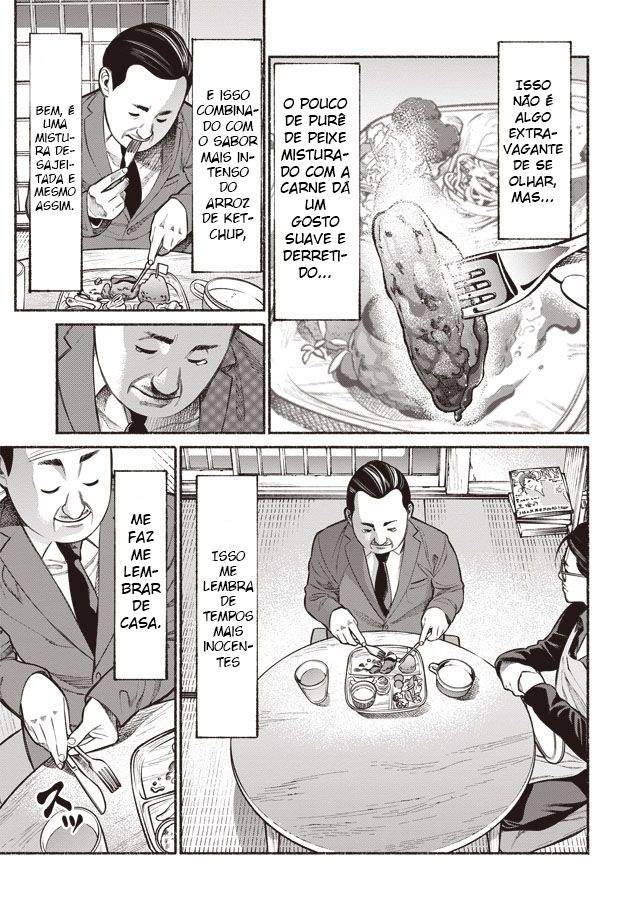 ISSO
NÃO É
ALGO
EXTRA-
VAGANTE
DE SE
OLHAR,
MAS...
O POUCO
DE PURÊ
DE PEIXE
MISTURA-
DO COM A
CARNE DÁ
UM
GOSTO
SUAVE E
DERRETI-
DO...
E ISSO
COMBINA-
DO COM
O SABOR
MAIS IN-
TENSO
DO
ARROZ
DE KET-
CHUP,
BEM, É
UMA
MISTU-
RA DE-
SAJEI-
TADA E
MESMO
ASSIM.
ISSO
ME
LEMBRA
DE
TEMPOS
MAIS
INOCEN
TES
ME
FAZ
ME
LEM-
BRAR
DE
CASA.
スッ